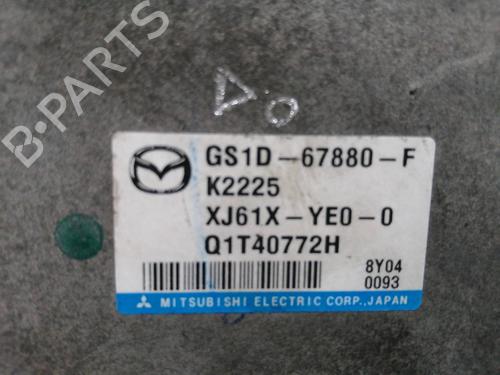 B-PARTS
GS1D-67880-F
K2225
XJ61X-YE0-0
Q1T40772H
8Y04
0093
MITSUBISHI ELECTRIC CORP., JAPAN